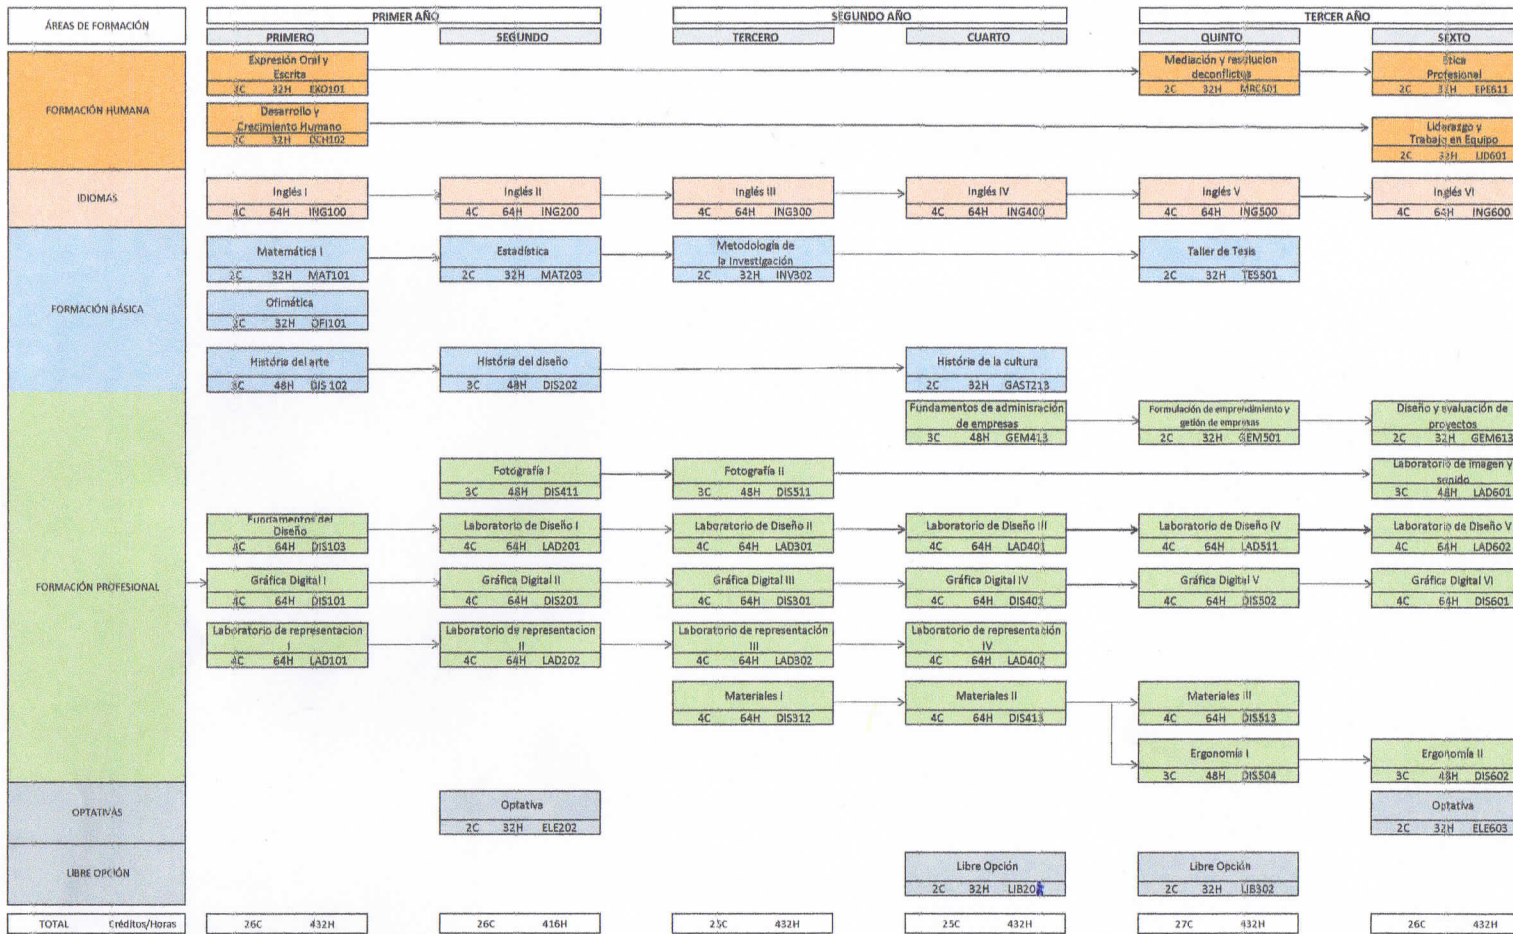 ÁREAS DE FORMACIÓN
PRIMER AÑO
SEGUNDO AÑO
TERCER AÑO
PRIMERO
SEGUNDO
TERCERO
CUARTO
QUINTO
SEXTO
FORMACIÓN HUMANA
Expresión Oral y
Escrita
3C 32H EXO101
Mediación y resolucion
deconflictos
2C 32H MRC501
Ética
Profesional
2C 32H EPE611
Desarrollo y
Crecimiento Humano
2C 32H DCH102
Liderazgo y
Trabajo en Equipo
2C 32H LID601
IDIOMAS
Inglés I
4C 64H ING100
Inglés II
4C 64H ING200
Inglés III
4C 64H ING300
Inglés IV
4C 64H ING400
Inglés V
4C 64H ING500
Inglés VI
4C 64H ING600
FORMACIÓN BÁSICA
Matemática I
2C 32H MAT101
Estadística
2C 32H MAT203
Metodología de
la Investigación
2C 32H INV302
Taller de Tesis
2C 32H TES501
Ofimática
2C 32H OFI101
História del arte
3C 48H DIS 102
História del diseño
3C 48H DIS202
História de la cultura
2C 32H GAST213
FORMACIÓN PROFESIONAL
Fundamentos de adminisración
de empresas
3C 48H GEM413
Formulación de emprendimiento y
getión de empresas
2C 32H GEM501
Diseño y evaluación de
proyectos
2C 32H GEM613
Fotografía I
3C 48H DIS411
Fotografía II
3C 48H DIS511
Laboratorio de imagen y
sonido
3C 48H LAD601
Fundamentos del
Diseño
4C 64H DIS103
Laboratorio de Diseño I
4C 64H LAD201
Laboratorio de Diseño II
4C 64H LAD301
Laboratorio de Diseño III
4C 64H LAD401
Laboratorio de Diseño IV
4C 64H LAD511
Laboratorio de Diseño V
4C 64H LAD602
Gráfica Digital I
4C 64H DIS101
Gráfica Digital II
4C 64H DIS201
Gráfica Digital III
4C 64H DIS301
Gráfica Digital IV
4C 64H DIS402
Gráfica Digital V
4C 64H DIS502
Gráfica Digital VI
4C 64H DIS601
Laboratorio de representacion
I
4C 64H LAD101
Laboratorio de representacion
II
4C 64H LAD202
Laboratorio de representación
III
4C 64H LAD302
Laboratorio de representación
IV
4C 64H LAD402
Materiales I
4C 64H DIS312
Materiales II
4C 64H DIS413
Materiales III
4C 64H DIS513
Ergonomía I
3C 48H DIS504
Ergonomía II
3C 48H DIS602
OPTATIVAS
Optativa
2C 32H ELE202
Optativa
2C 32H ELE603
LIBRE OPCIÓN
Libre Opción
2C 32H
Libre Opción
2C 32H LIB302
TOTAL Créditos/Horas
26C 432H
26C 416H
25C 432H
25C 432H
27C 432H
26C 432H